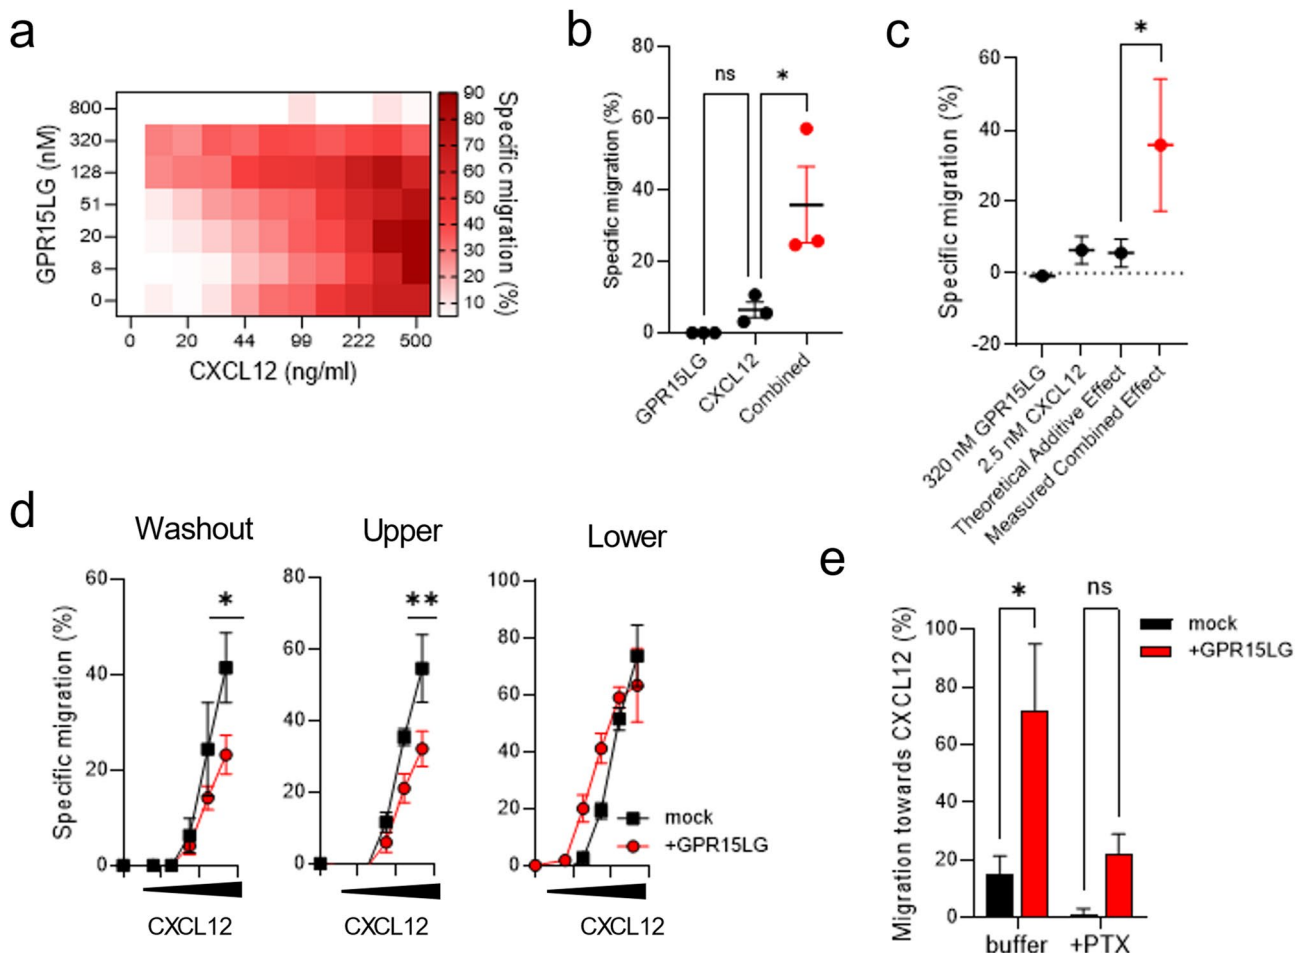 a
GPR15LG (nM)
800
320
128
51
20
8
0
0
20
44
99
222
500
CXCL12 (ng/ml)
90
80
70
60
50
40
30
20
10
Specific migration (%)
b
Specific migration (%)
80
60
40
20
0
ns
*
GPR15LG
CXCL12
Combined
c
Specific migration (%)
60
40
20
0
-20
*
320 nM GPR15LG
2.5 nM CXCL12
Theoretical Additive Effect
Measured Combined Effect
d
Washout
Specific migration (%)
60
40
20
0
*
CXCL12
Upper
80
60
40
20
0
**
CXCL12
Lower
100
80
60
40
20
0
mock
+GPR15LG
CXCL12
e
Migration towards CXCL12 (%)
100
80
60
40
20
0
*
ns
mock
+GPR15LG
buffer
+PTX